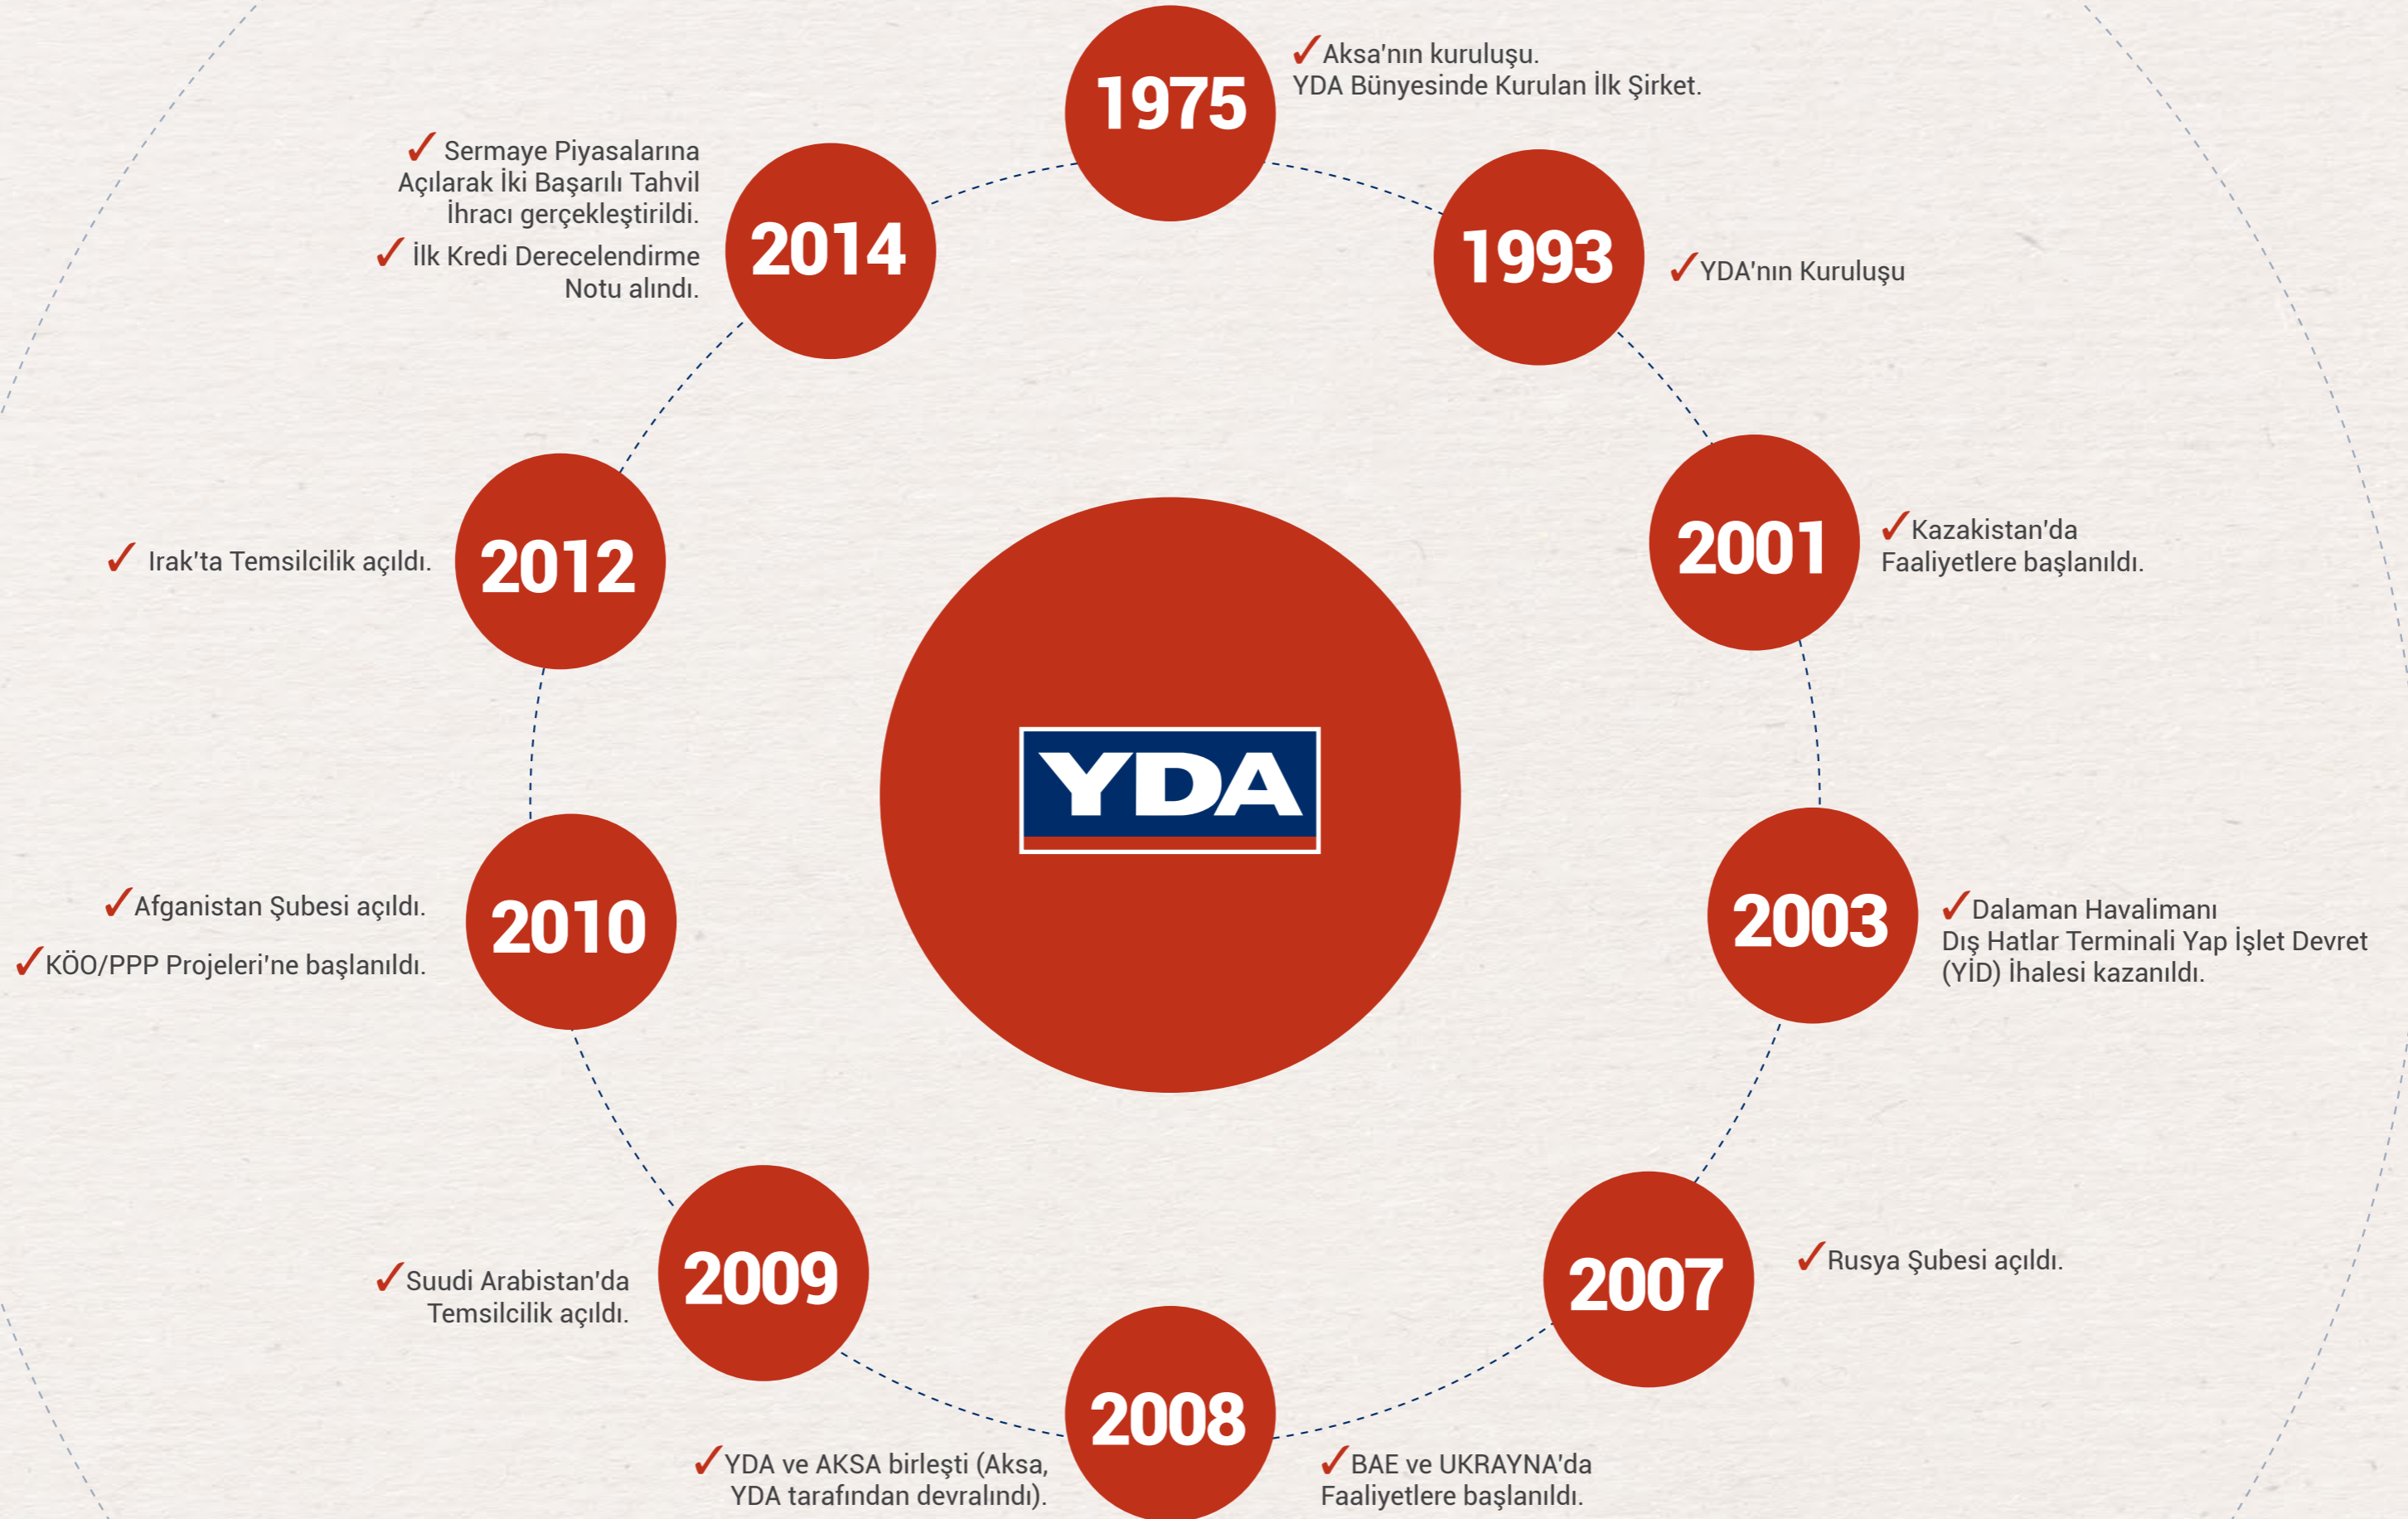 1975
✓Aksa'nın kuruluşu.
YDA Bünyesinde Kurulan İlk Şirket.
1993
✓YDA'nın Kuruluşu
2001
✓Kazakistan'da
Faaliyetlere başlanıldı.
2003
✓Dalaman Havalimanı
Dış Hatlar Terminali Yap İşlet Devret
(YİD) İhalesi kazanıldı.
2007
✓Rusya Şubesi açıldı.
2008
✓BAE ve UKRAYNA'da
Faaliyetlere başlanıldı.
✓YDA ve AKSA birleşti (Aksa,
YDA tarafından devralındı).
2009
✓Suudi Arabistan'da
Temsilcilik açıldı.
2010
✓Afganistan Şubesi açıldı.
✓KÖO/PPP Projeleri'ne başlanıldı.
2012
✓ Irak'ta Temsilcilik açıldı.
2014
✓ Sermaye Piyasalarına
Açılarak İki Başarılı Tahvil
İhracı gerçekleştirildi.
✓ İlk Kredi Derecelendirme
Notu alındı.
YDA